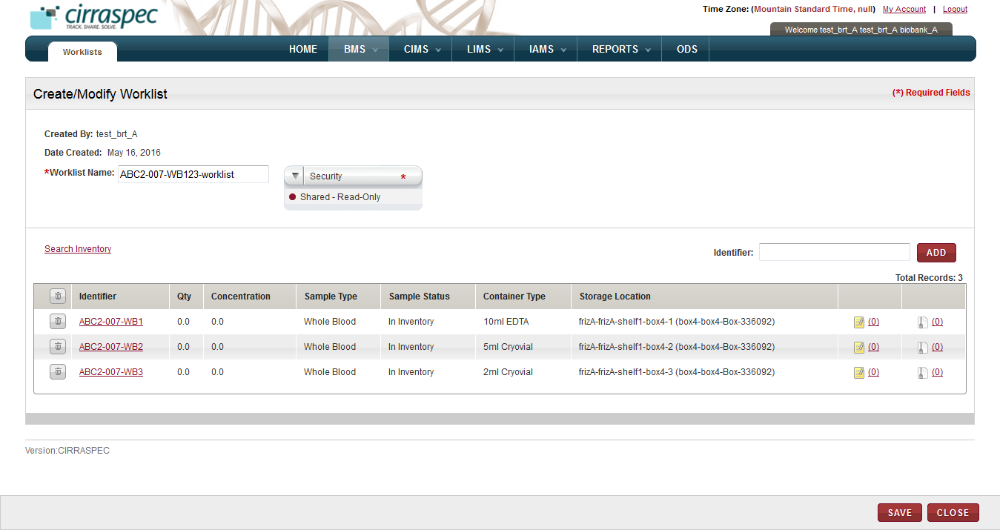 cirraspec
TRACK. SHARE. SOLVE.
Time Zone: (Mountain Standard Time, null) My Account | Logout
Welcome test_brt_A test_brt_A biobank_A
Worklists HOME BMS CIMS LIMS IAMS REPORTS ODS
Create/Modify Worklist (*) Required Fields
Created By: test_brt_A
Date Created: May 16, 2016
*Worklist Name: ABC2-007-WB123-worklist Security *
Shared - Read-Only
Search Inventory Identifier: ADD
Total Records: 3
Identifier Qty Concentration Sample Type Sample Status Container Type Storage Location
ABC2-007-WB1 0.0 0.0 Whole Blood In Inventory 10ml EDTA frizA-frizA-shelf1-box4-1 (box4-box4-Box-336092) (0) (0)
ABC2-007-WB2 0.0 0.0 Whole Blood In Inventory 5ml Cryovial frizA-frizA-shelf1-box4-2 (box4-box4-Box-336092) (0) (0)
ABC2-007-WB3 0.0 0.0 Whole Blood In Inventory 2ml Cryovial frizA-frizA-shelf1-box4-3 (box4-box4-Box-336092) (0) (0)
Version:CIRRASPEC
SAVE CLOSE